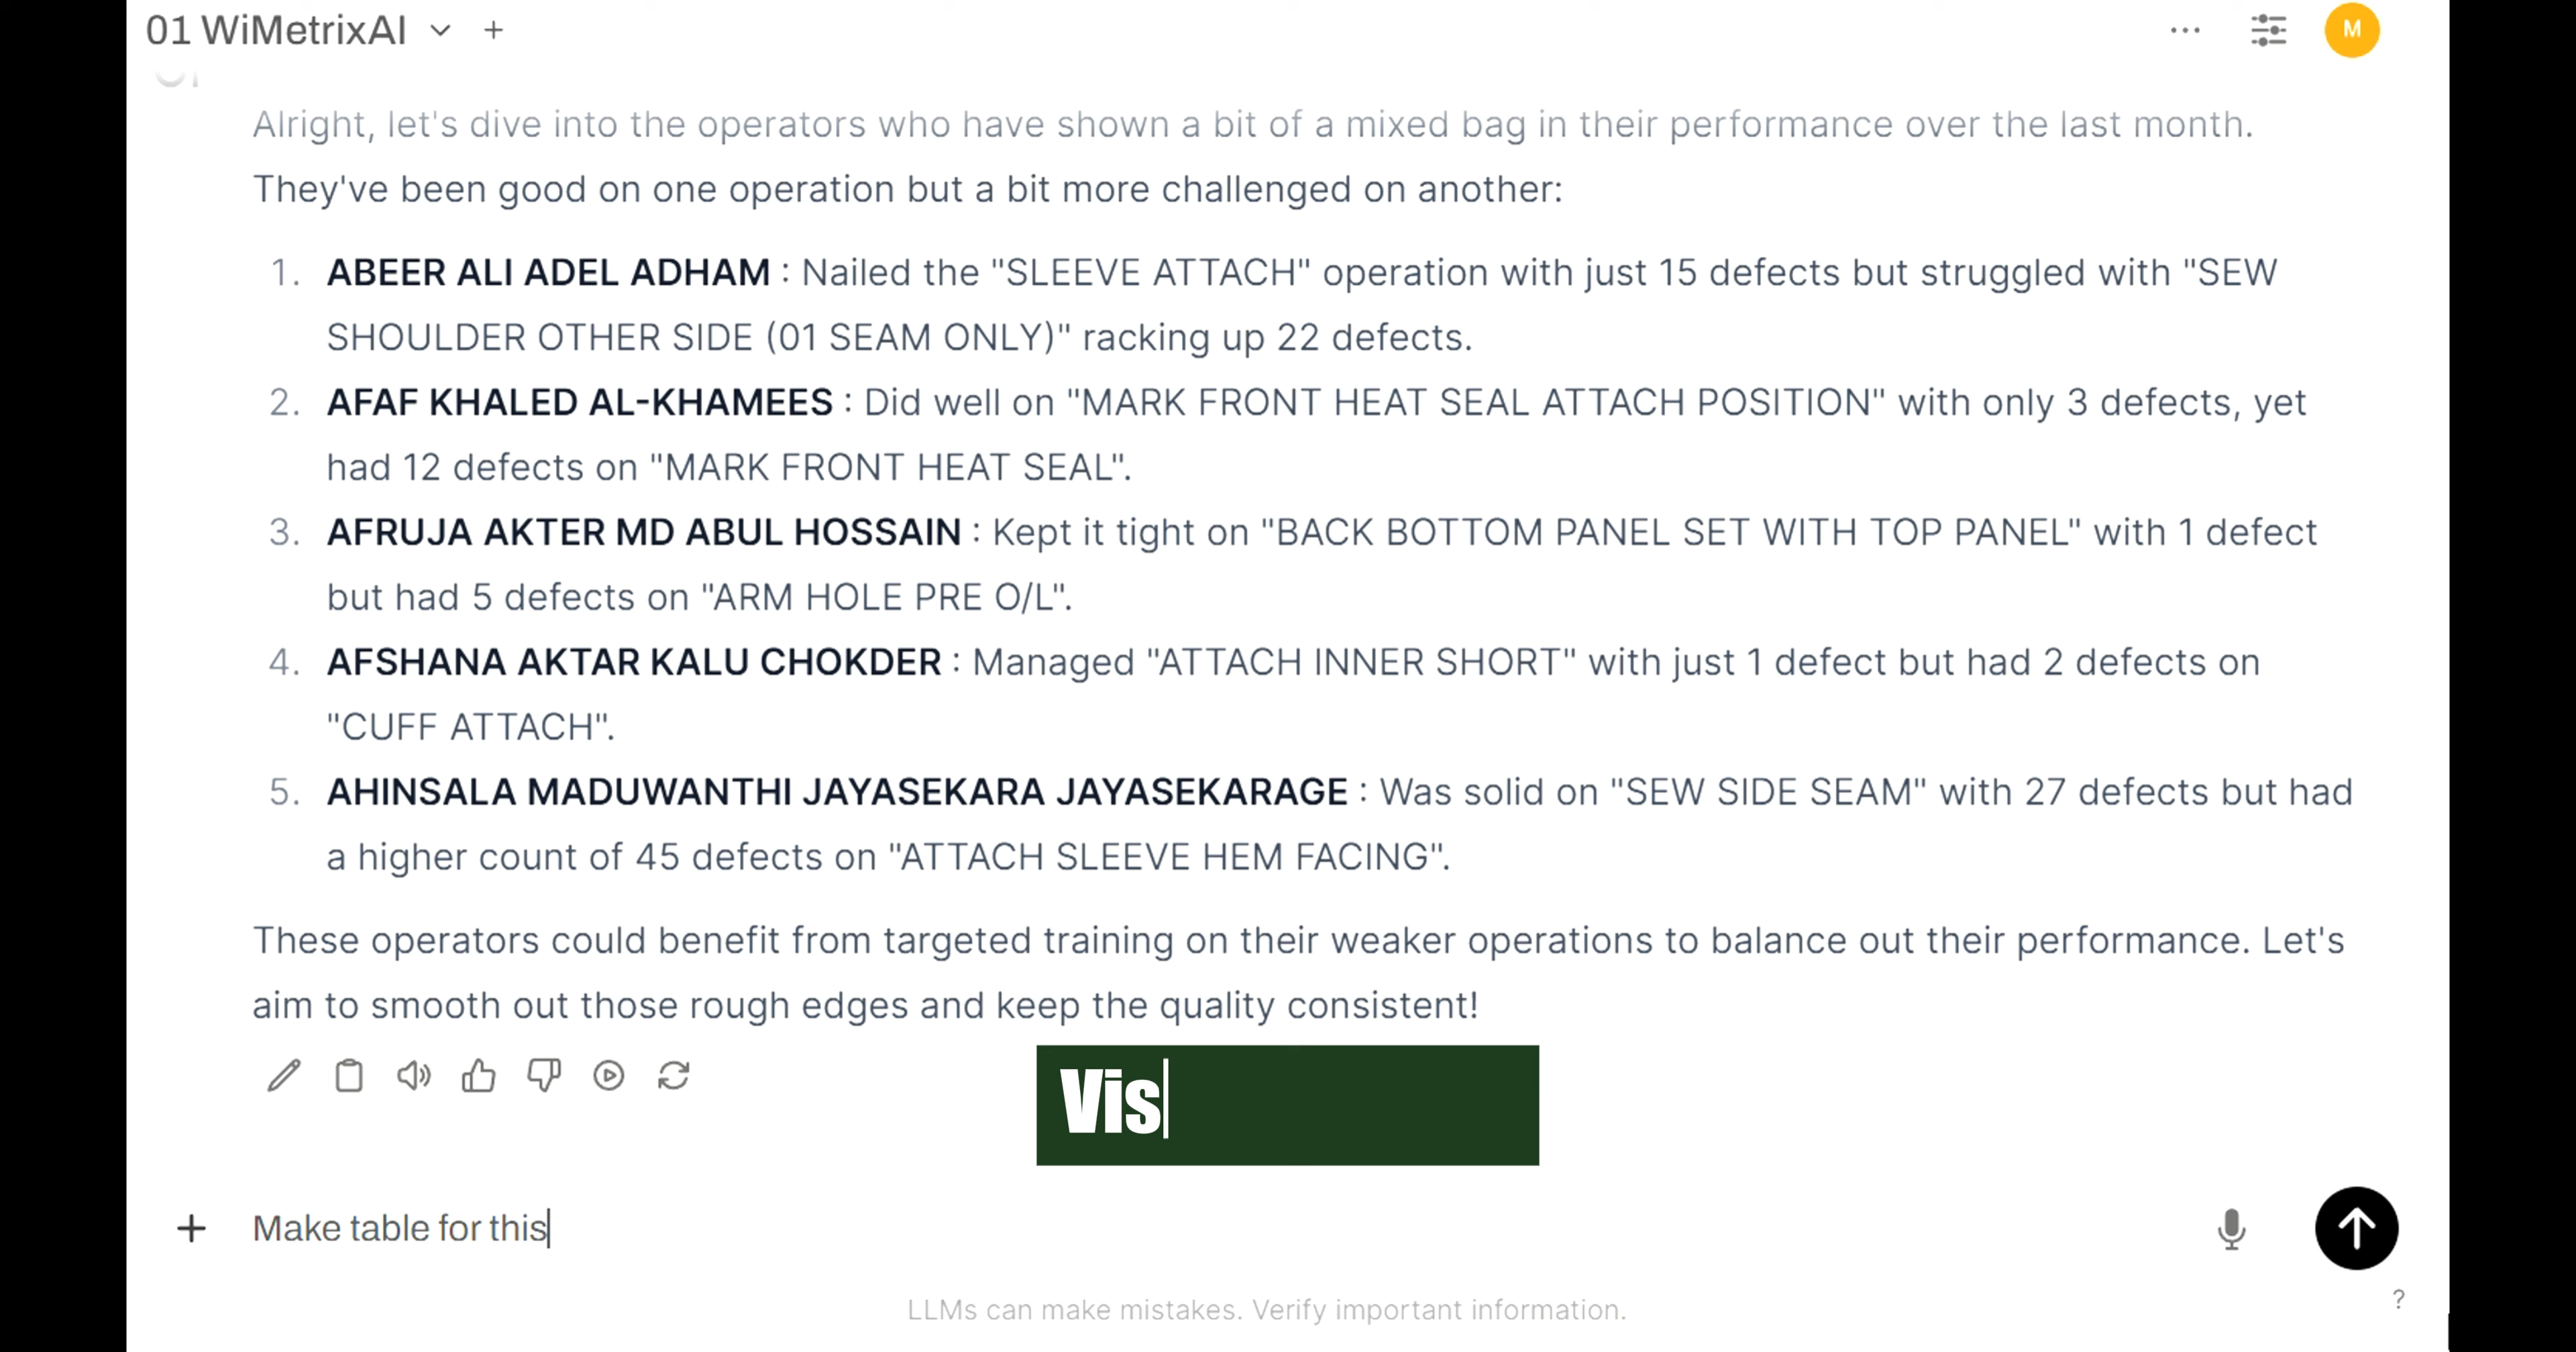 01 WiMetrixAI
M
Alright, let's dive into the operators who have shown a bit of a mixed bag in their performance over the last month.
They've been good on one operation but a bit more challenged on another:
1. ABEER ALI ADEL ADHAM : Nailed the "SLEEVE ATTACH" operation with just 15 defects but struggled with "SEW
SHOULDER OTHER SIDE (01 SEAM ONLY)" racking up 22 defects.
2. AFAF KHALED AL-KHAMEES : Did well on "MARK FRONT HEAT SEAL ATTACH POSITION" with only 3 defects, yet
had 12 defects on "MARK FRONT HEAT SEAL".
3. AFRUJA AKTER MD ABUL HOSSAIN : Kept it tight on "BACK BOTTOM PANEL SET WITH TOP PANEL" with 1 defect
but had 5 defects on "ARM HOLE PRE O/L".
4. AFSHANA AKTAR KALU CHOKDER : Managed "ATTACH INNER SHORT" with just 1 defect but had 2 defects on
"CUFF ATTACH".
5. AHINSALA MADUWANTHI JAYASEKARA JAYASEKARAGE : Was solid on "SEW SIDE SEAM" with 27 defects but had
a higher count of 45 defects on "ATTACH SLEEVE HEM FACING".
These operators could benefit from targeted training on their weaker operations to balance out their performance. Let's
aim to smooth out those rough edges and keep the quality consistent!
Vis
Make table for this
LLMs can make mistakes. Verify important information.
?